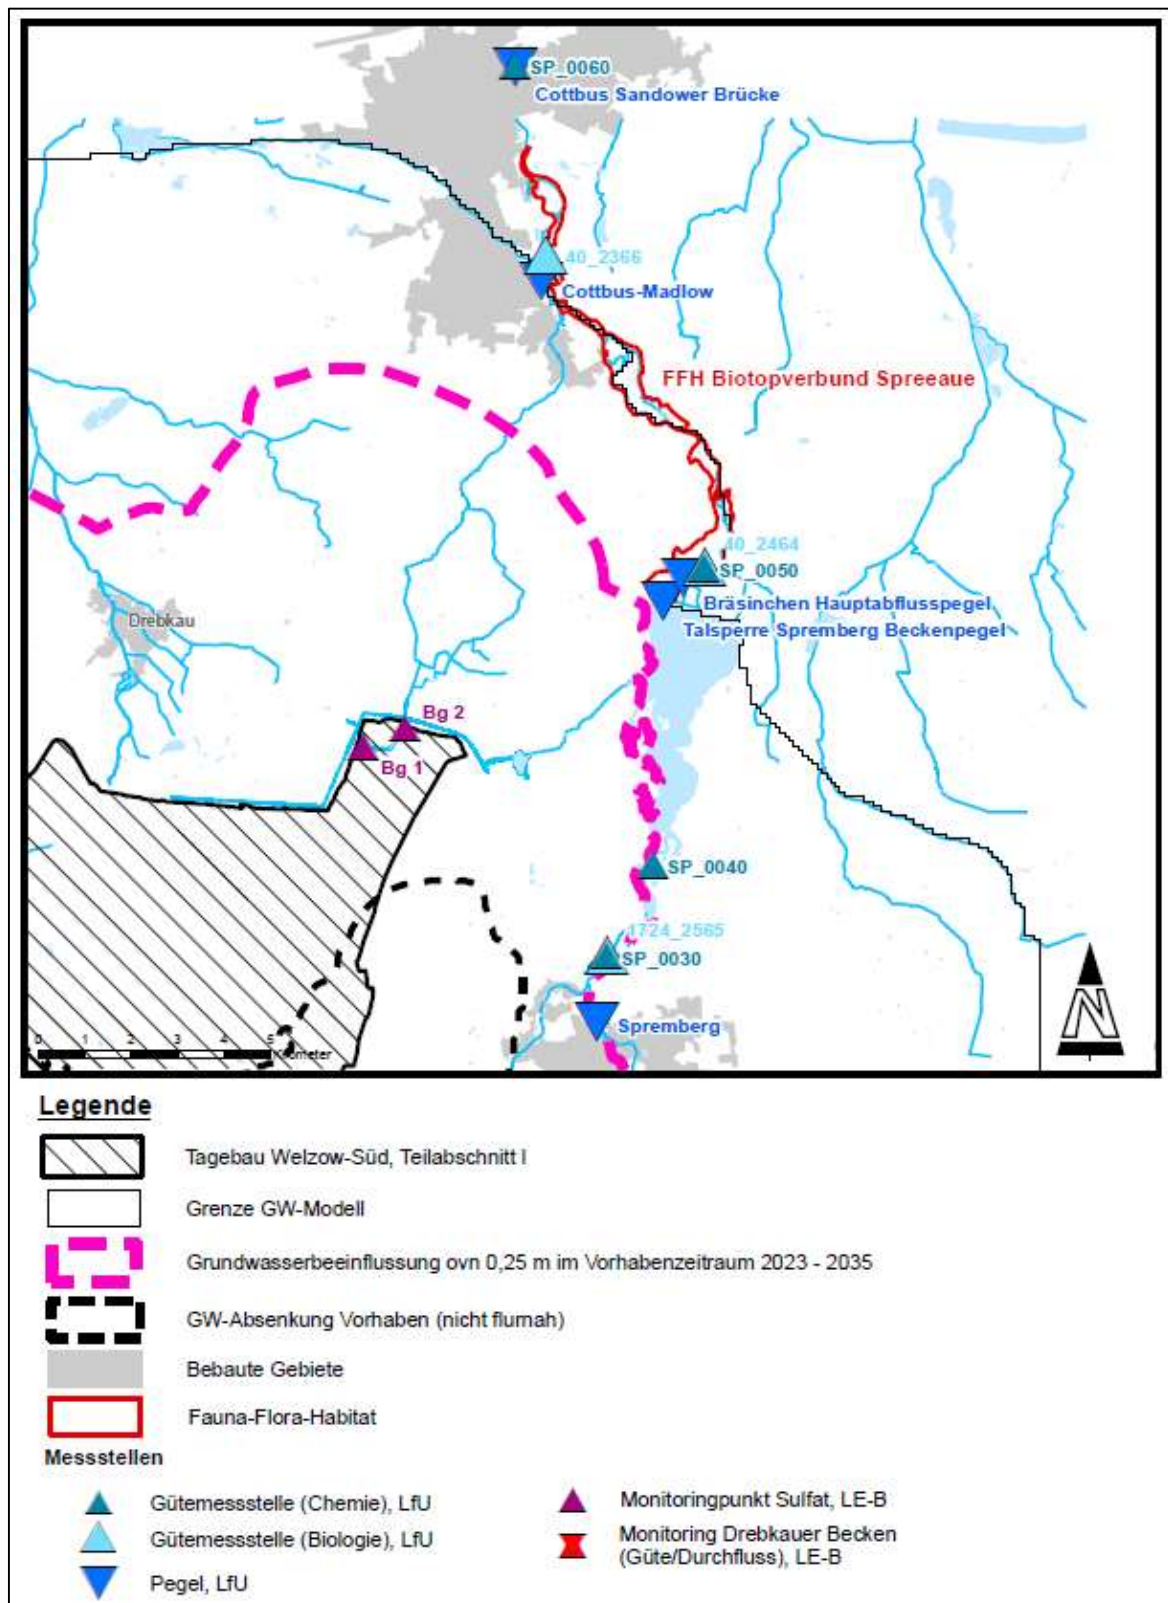 SP_0060
Cottbus Sandower Brücke
40_2366
Cottbus-Madlow
FFH Biotopverbund Spreeaue
40_2464
SP_0050
Bräsinchen Hauptabflusspegel
Talsperre Spremberg Beckenpegel
Drebkau
Bg 2
Bg 1
SP_0040
1724_2565
SP_0030
Spremberg
0 1 2 3 4 5
N
Legende
Tagebau Welzow-Süd, Teilabschnitt I
Grenze GW-Modell
Grundwasserbeeinflussung ovn 0,25 m im Vorhabenzeitraum 2023 - 2035
GW-Absenkung Vorhaben (nicht flurnah)
Bebaute Gebiete
Fauna-Flora-Habitat
Messstellen
Gütemessstelle (Chemie), LfU
Gütemessstelle (Biologie), LfU
Pegel, LfU
Monitoringpunkt Sulfat, LE-B
Monitoring Drebkauer Becken
(Güte/Durchfluss), LE-B